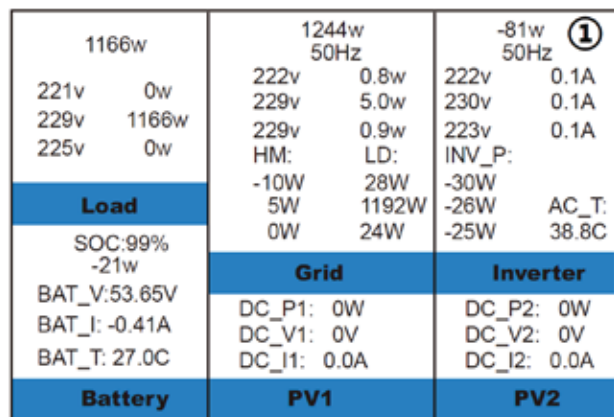 1166w
221v 0w
229v 1166w
225v 0w
Load
1244w
50Hz
222v 0.8w
229v 5.0w
229v 0.9w
HM: LD:
-10W 28W
5W 1192W
0W 24W
Grid
-81w ①
50Hz
222v 0.1A
230v 0.1A
223v 0.1A
INV_P:
-30W
-26W AC_T:
-25W 38.8C
Inverter
SOC:99%
-21w
BAT_V:53.65V
BAT_I: -0.41A
BAT_T: 27.0C
Battery
DC_P1: 0W
DC_V1: 0V
DC_I1: 0.0A
PV1
DC_P2: 0W
DC_V2: 0V
DC_I2: 0.0A
PV2